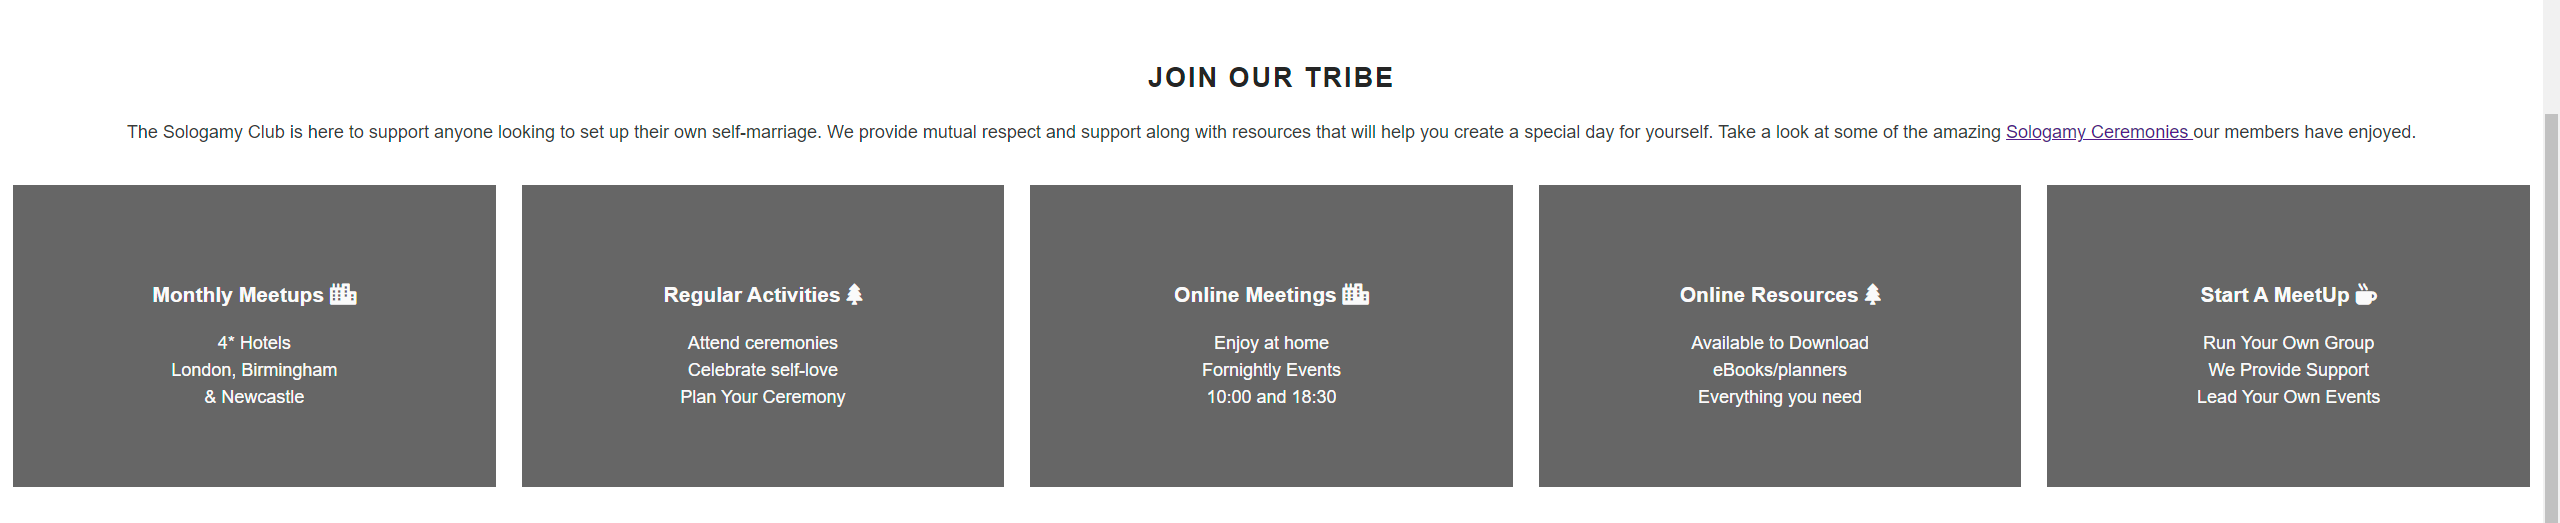 JOIN OUR TRIBE
The Sologamy Club is here to support anyone looking to set up their own self-marriage. We provide mutual respect and support along with resources that will help you create a special day for yourself. Take a look at some of the amazing Sologamy Ceremonies our members have enjoyed.
Monthly Meetups
4* Hotels
London, Birmingham
& Newcastle
Regular Activities
Attend ceremonies
Celebrate self-love
Plan Your Ceremony
Online Meetings
Enjoy at home
Fornightly Events
10:00 and 18:30
Online Resources
Available to Download
eBooks/planners
Everything you need
Start A MeetUp
Run Your Own Group
We Provide Support
Lead Your Own Events